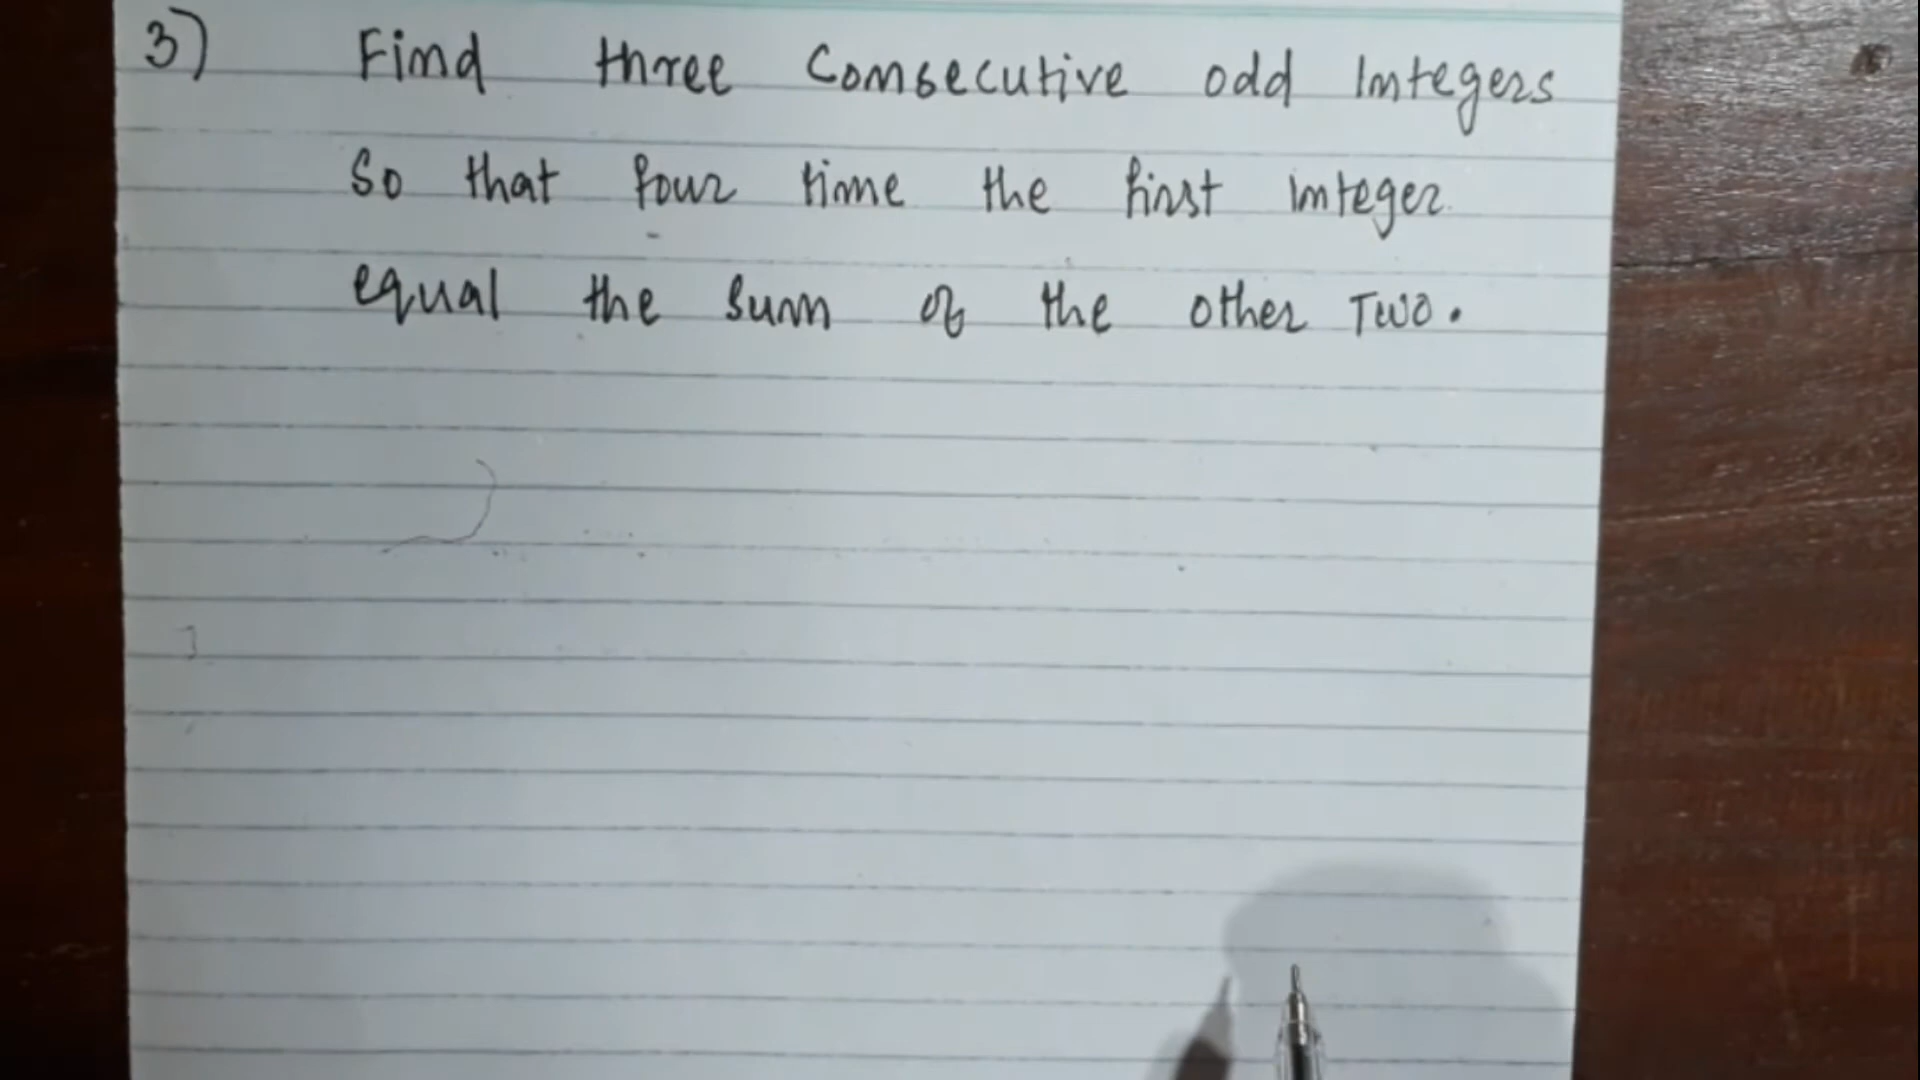 3) Find three Consecutive odd Integers
So that four time the first integer
equal the sum of the other Two.